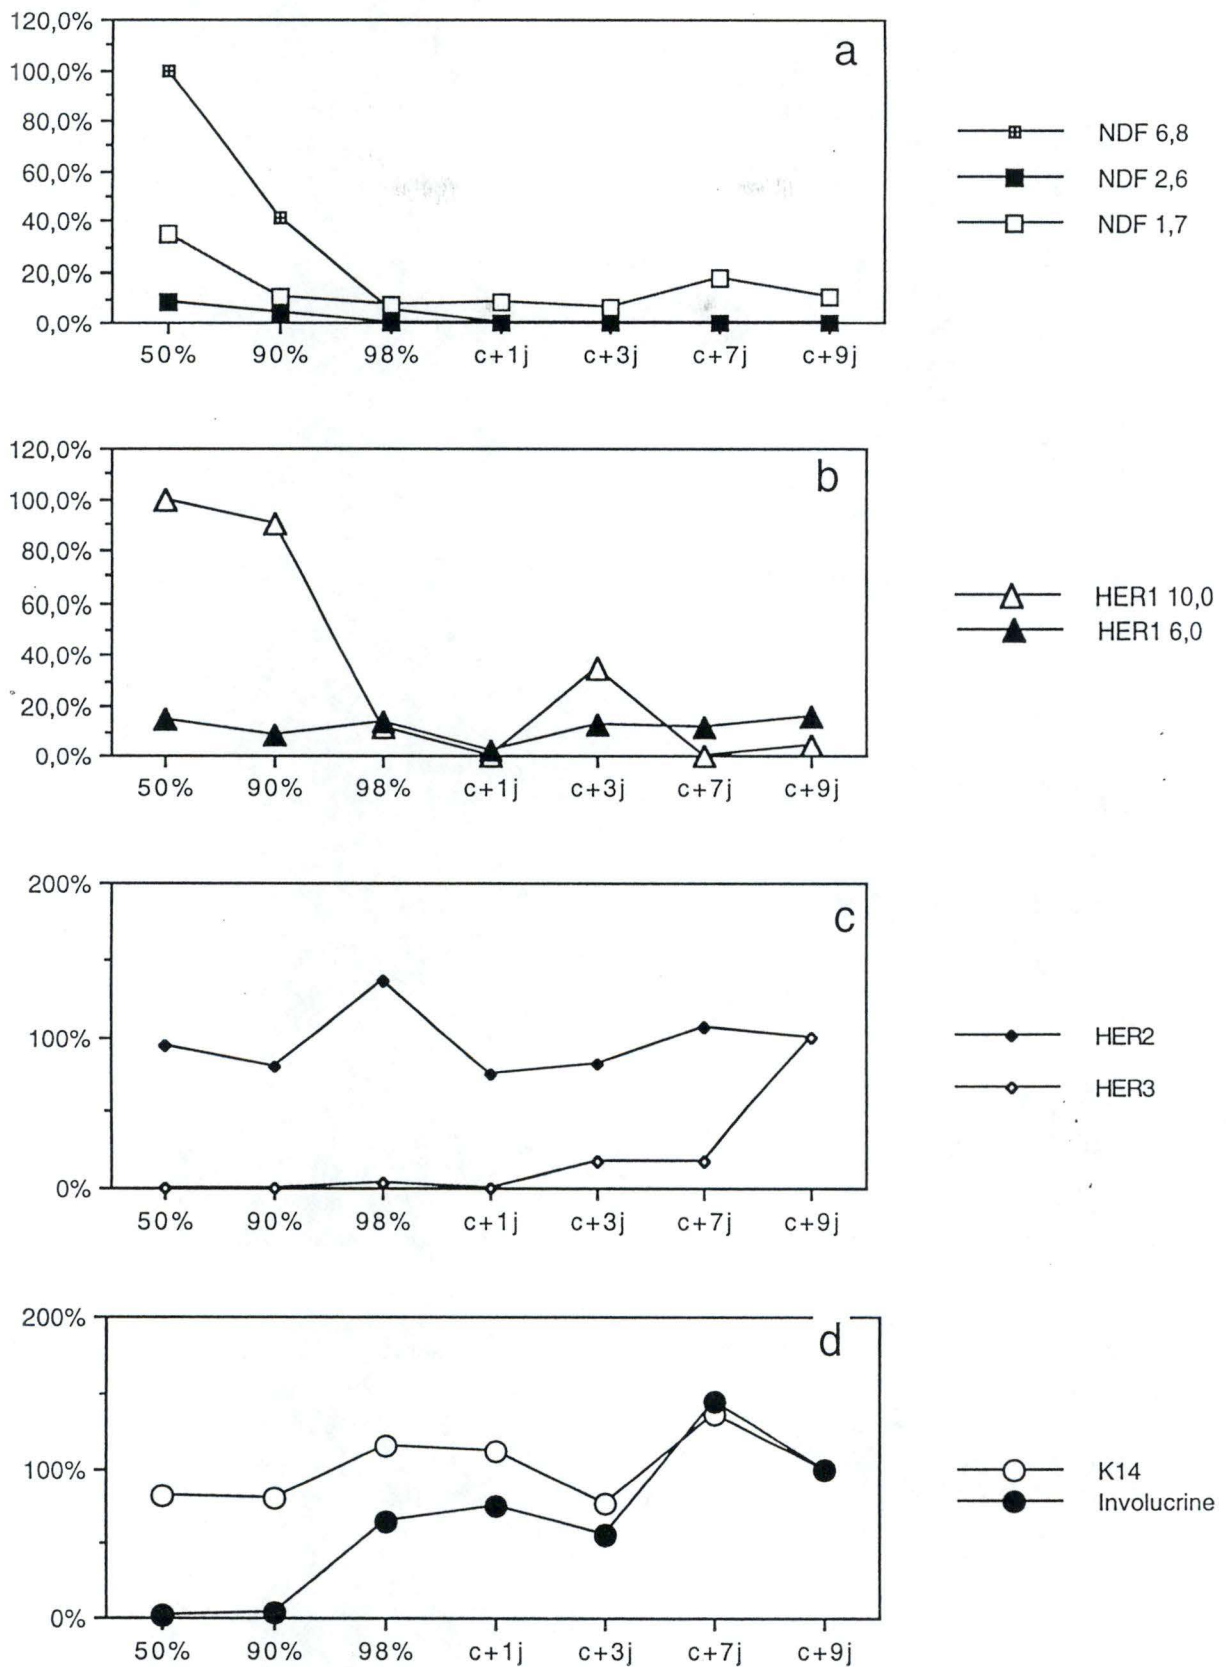 120,0%
a
100,0%
80,0%
60,0%
40,0%
20,0%
0,0%
50% 90% 98% c+1j c+3j c+7j c+9j
NDF 6,8
NDF 2,6
NDF 1,7
120,0%
b
100,0%
80,0%
60,0%
40,0%
20,0%
0,0%
50% 90% 98% c+1j c+3j c+7j c+9j
HER1 10,0
HER1 6,0
200%
c
100%
0%
50% 90% 98% c+1j c+3j c+7j c+9j
HER2
HER3
200%
d
100%
0%
50% 90% 98% c+1j c+3j c+7j c+9j
K14
Involucrine